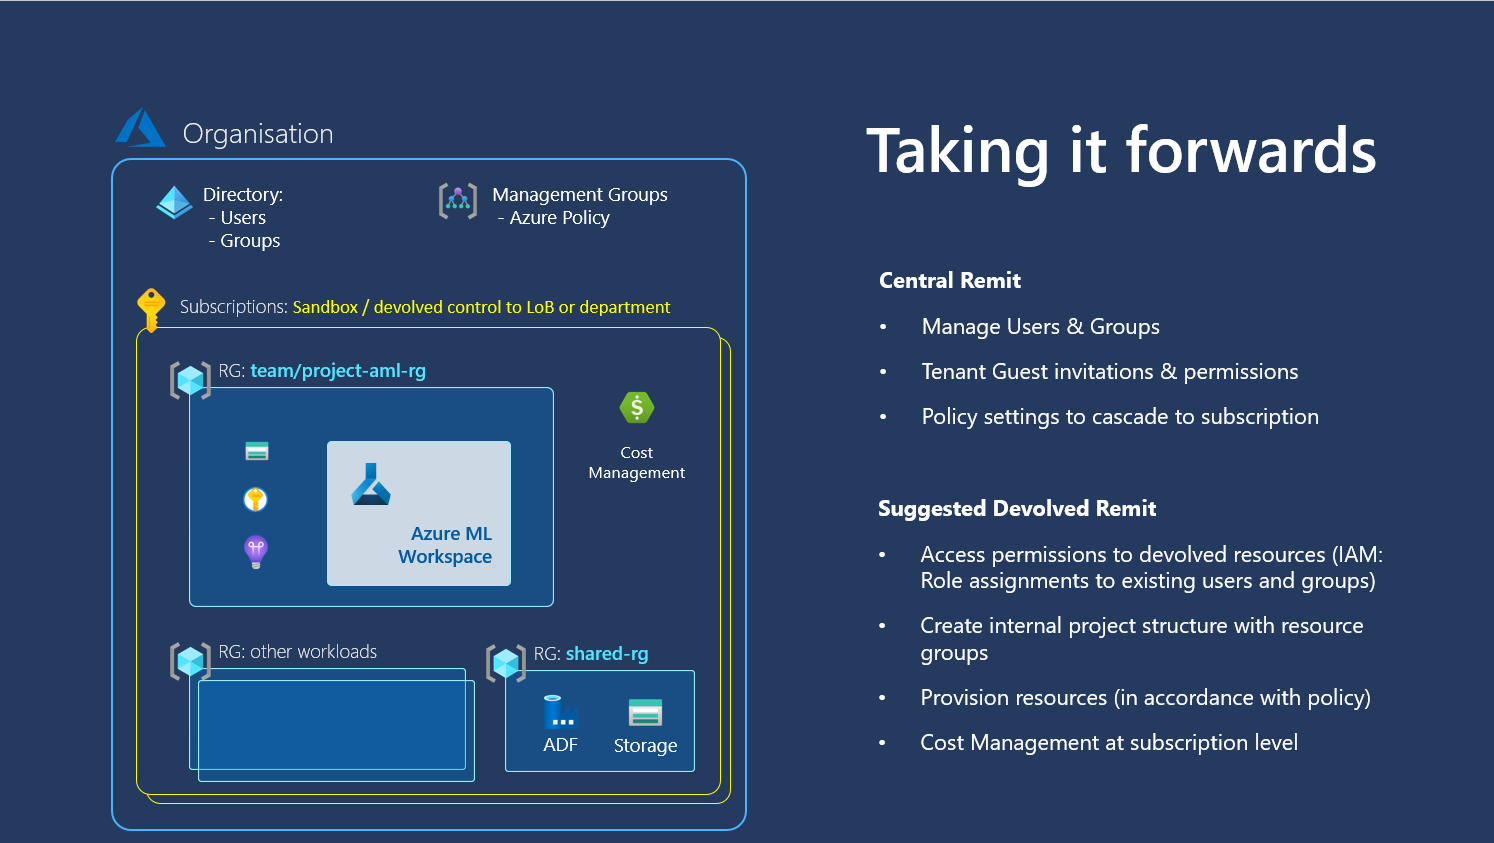 Organisation
Directory:
- Users
- Groups
Management Groups
- Azure Policy
Subscriptions: Sandbox / devolved control to LoB or department
RG: team/project-aml-rg
Azure ML
Workspace
Cost
Management
RG: other workloads
RG: shared-rg
ADF
Storage
Taking it forwards
Central Remit
• Manage Users & Groups
• Tenant Guest invitations & permissions
• Policy settings to cascade to subscription
Suggested Devolved Remit
• Access permissions to devolved resources (IAM:
Role assignments to existing users and groups)
• Create internal project structure with resource
groups
• Provision resources (in accordance with policy)
• Cost Management at subscription level